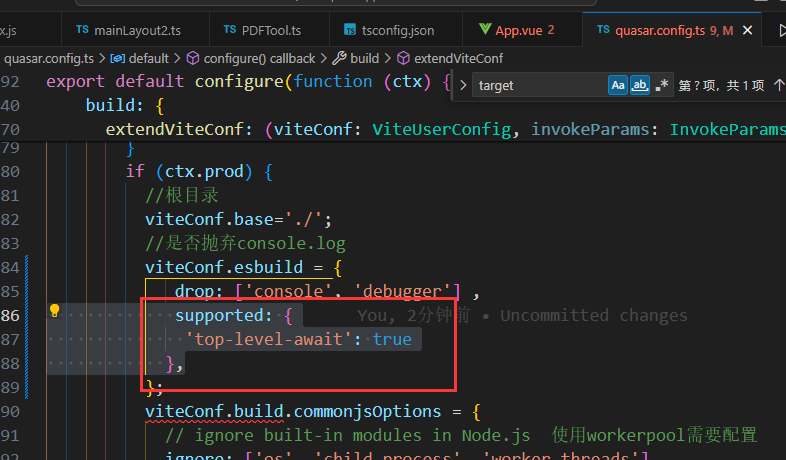 x.js TS mainLayout2.ts TS PDFTool.ts TS tsconfig.json App.vue 2 TS quasar.config.ts 9, M
quasar.config.ts > default > configure() callback > build > extendViteConf
target Aa ab .* 第 ? 项，共 1 项
92 export default configure(function (ctx) {
40 build: {
70 extendViteConf: (viteConf: ViteUserConfig, invokeParams: InvokeParams
79 }
80 if (ctx.prod) {
81 //根目录
82 viteConf.base='./';
83 //是否抛弃console.log
84 viteConf.esbuild = {
85 drop: ['console', 'debugger'] ,
86 supported: { You, 2分钟前 • Uncommitted changes
87 'top-level-await': true
88 },
89 };
90 viteConf.build.commonjsOptions = {
91 // ignore built-in modules in Node.js 使用workerpool需要配置
92 ignore: ['os', 'child_process', 'worker_threads']